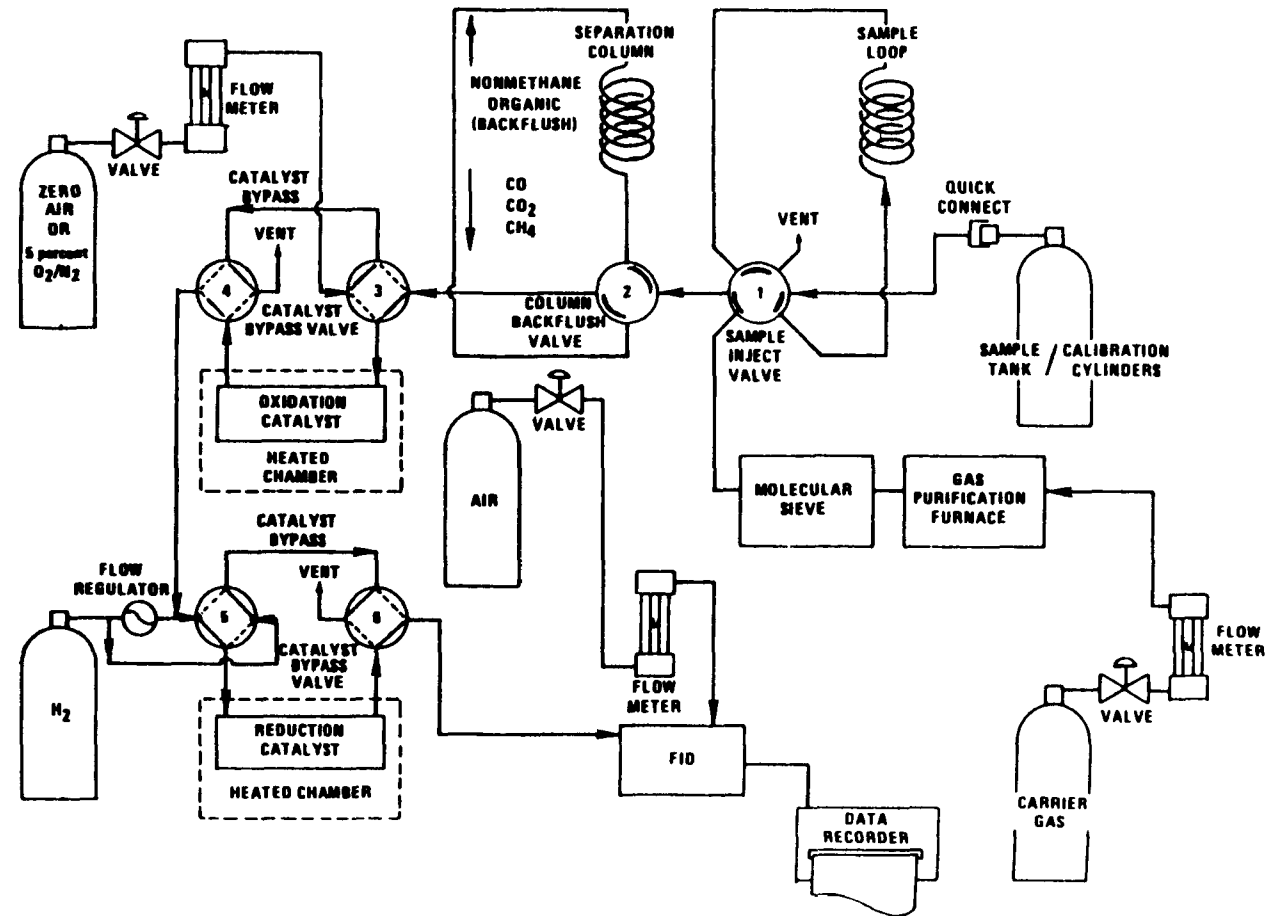 SEPARATION
COLUMN
SAMPLE
LOOP
NONMETHANE
ORGANIC
(BACKFLUSH)
FLOW
METER
VALVE
ZERO
AIR
OR
5 percent
O2/N2
CATALYST
BYPASS
VENT
CO
CO2
CH4
QUICK
CONNECT
VENT
4
3
2
1
CATALYST
BYPASS VALVE
COLUMN
BACKFLUSH
VALVE
SAMPLE
INJECT
VALVE
SAMPLE
TANK / CALIBRATION
CYLINDERS
OXIDATION
CATALYST
HEATED
CHAMBER
VALVE
AIR
MOLECULAR
SIEVE
GAS
PURIFICATION
FURNACE
CATALYST
BYPASS
VENT
FLOW
REGULATOR
5
6
CATALYST
BYPASS
VALVE
H2
REDUCTION
CATALYST
HEATED CHAMBER
FLOW
METER
FID
FLOW
METER
VALVE
CARRIER
GAS
DATA
RECORDER